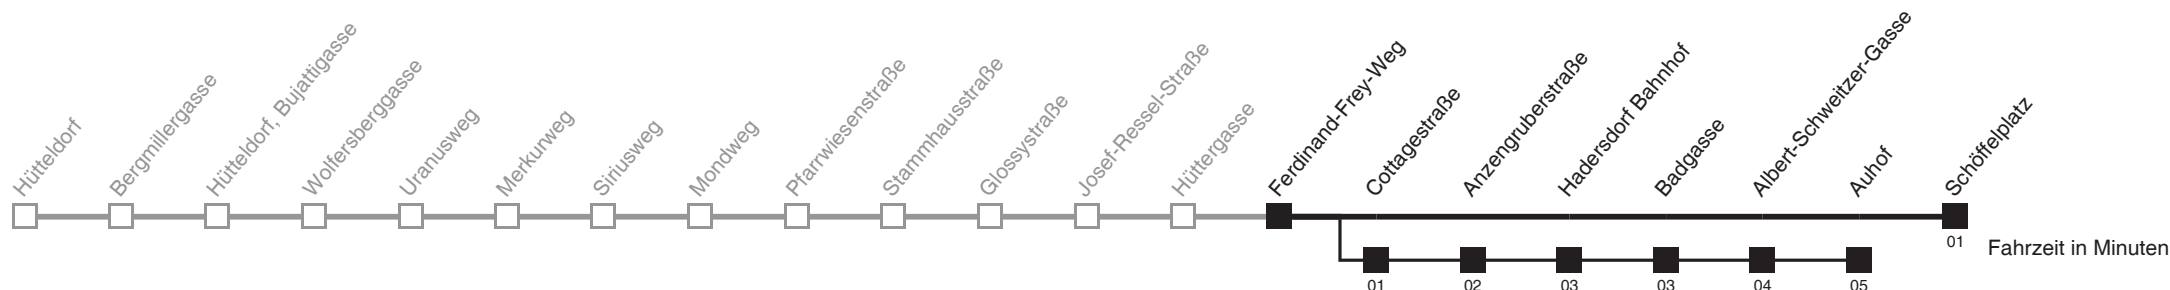 Hütteldorf
Bergmillergasse
Hütteldorf, Bujattigasse
Wolfersberggasse
Uranusweg
Merkurweg
Siriusweg
Mondweg
Pfarrwiesenstraße
Stammhausstraße
Glossystraße
Josef-Ressel-Straße
Hüttergasse
Ferdinand-Frey-Weg
Cottagestraße
Anzengruberstraße
Hadersdorf Bahnhof
Badgasse
Albert-Schweitzer-Gasse
Auhof
Schöffelplatz
01
Fahrzeit in Minuten
01
02
03
03
04
05